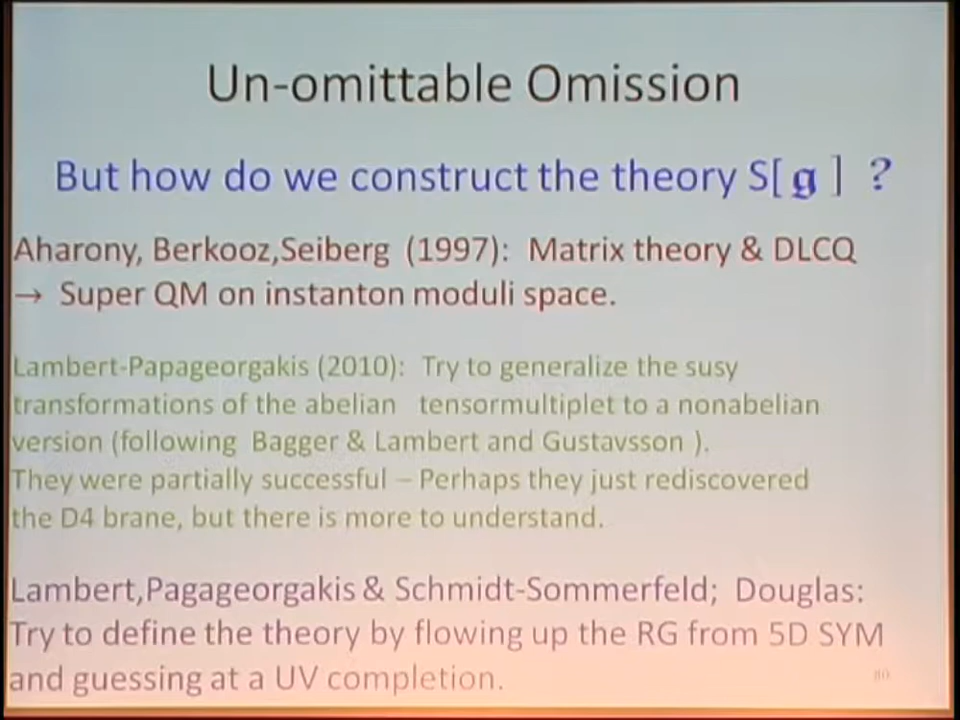 Un-omittable Omission
But how do we construct the theory S[𝖌] ?
Aharony, Berkooz,Seiberg (1997): Matrix theory & DLCQ
→ Super QM on instanton moduli space.
Lambert-Papageorgakis (2010): Try to generalize the susy
transformations of the abelian tensormultiplet to a nonabelian
version (following Bagger & Lambert and Gustavsson ).
They were partially successful – Perhaps they just rediscovered
the D4 brane, but there is more to understand.
Lambert,Pagageorgakis & Schmidt-Sommerfeld; Douglas:
Try to define the theory by flowing up the RG from 5D SYM
and guessing at a UV completion.
80